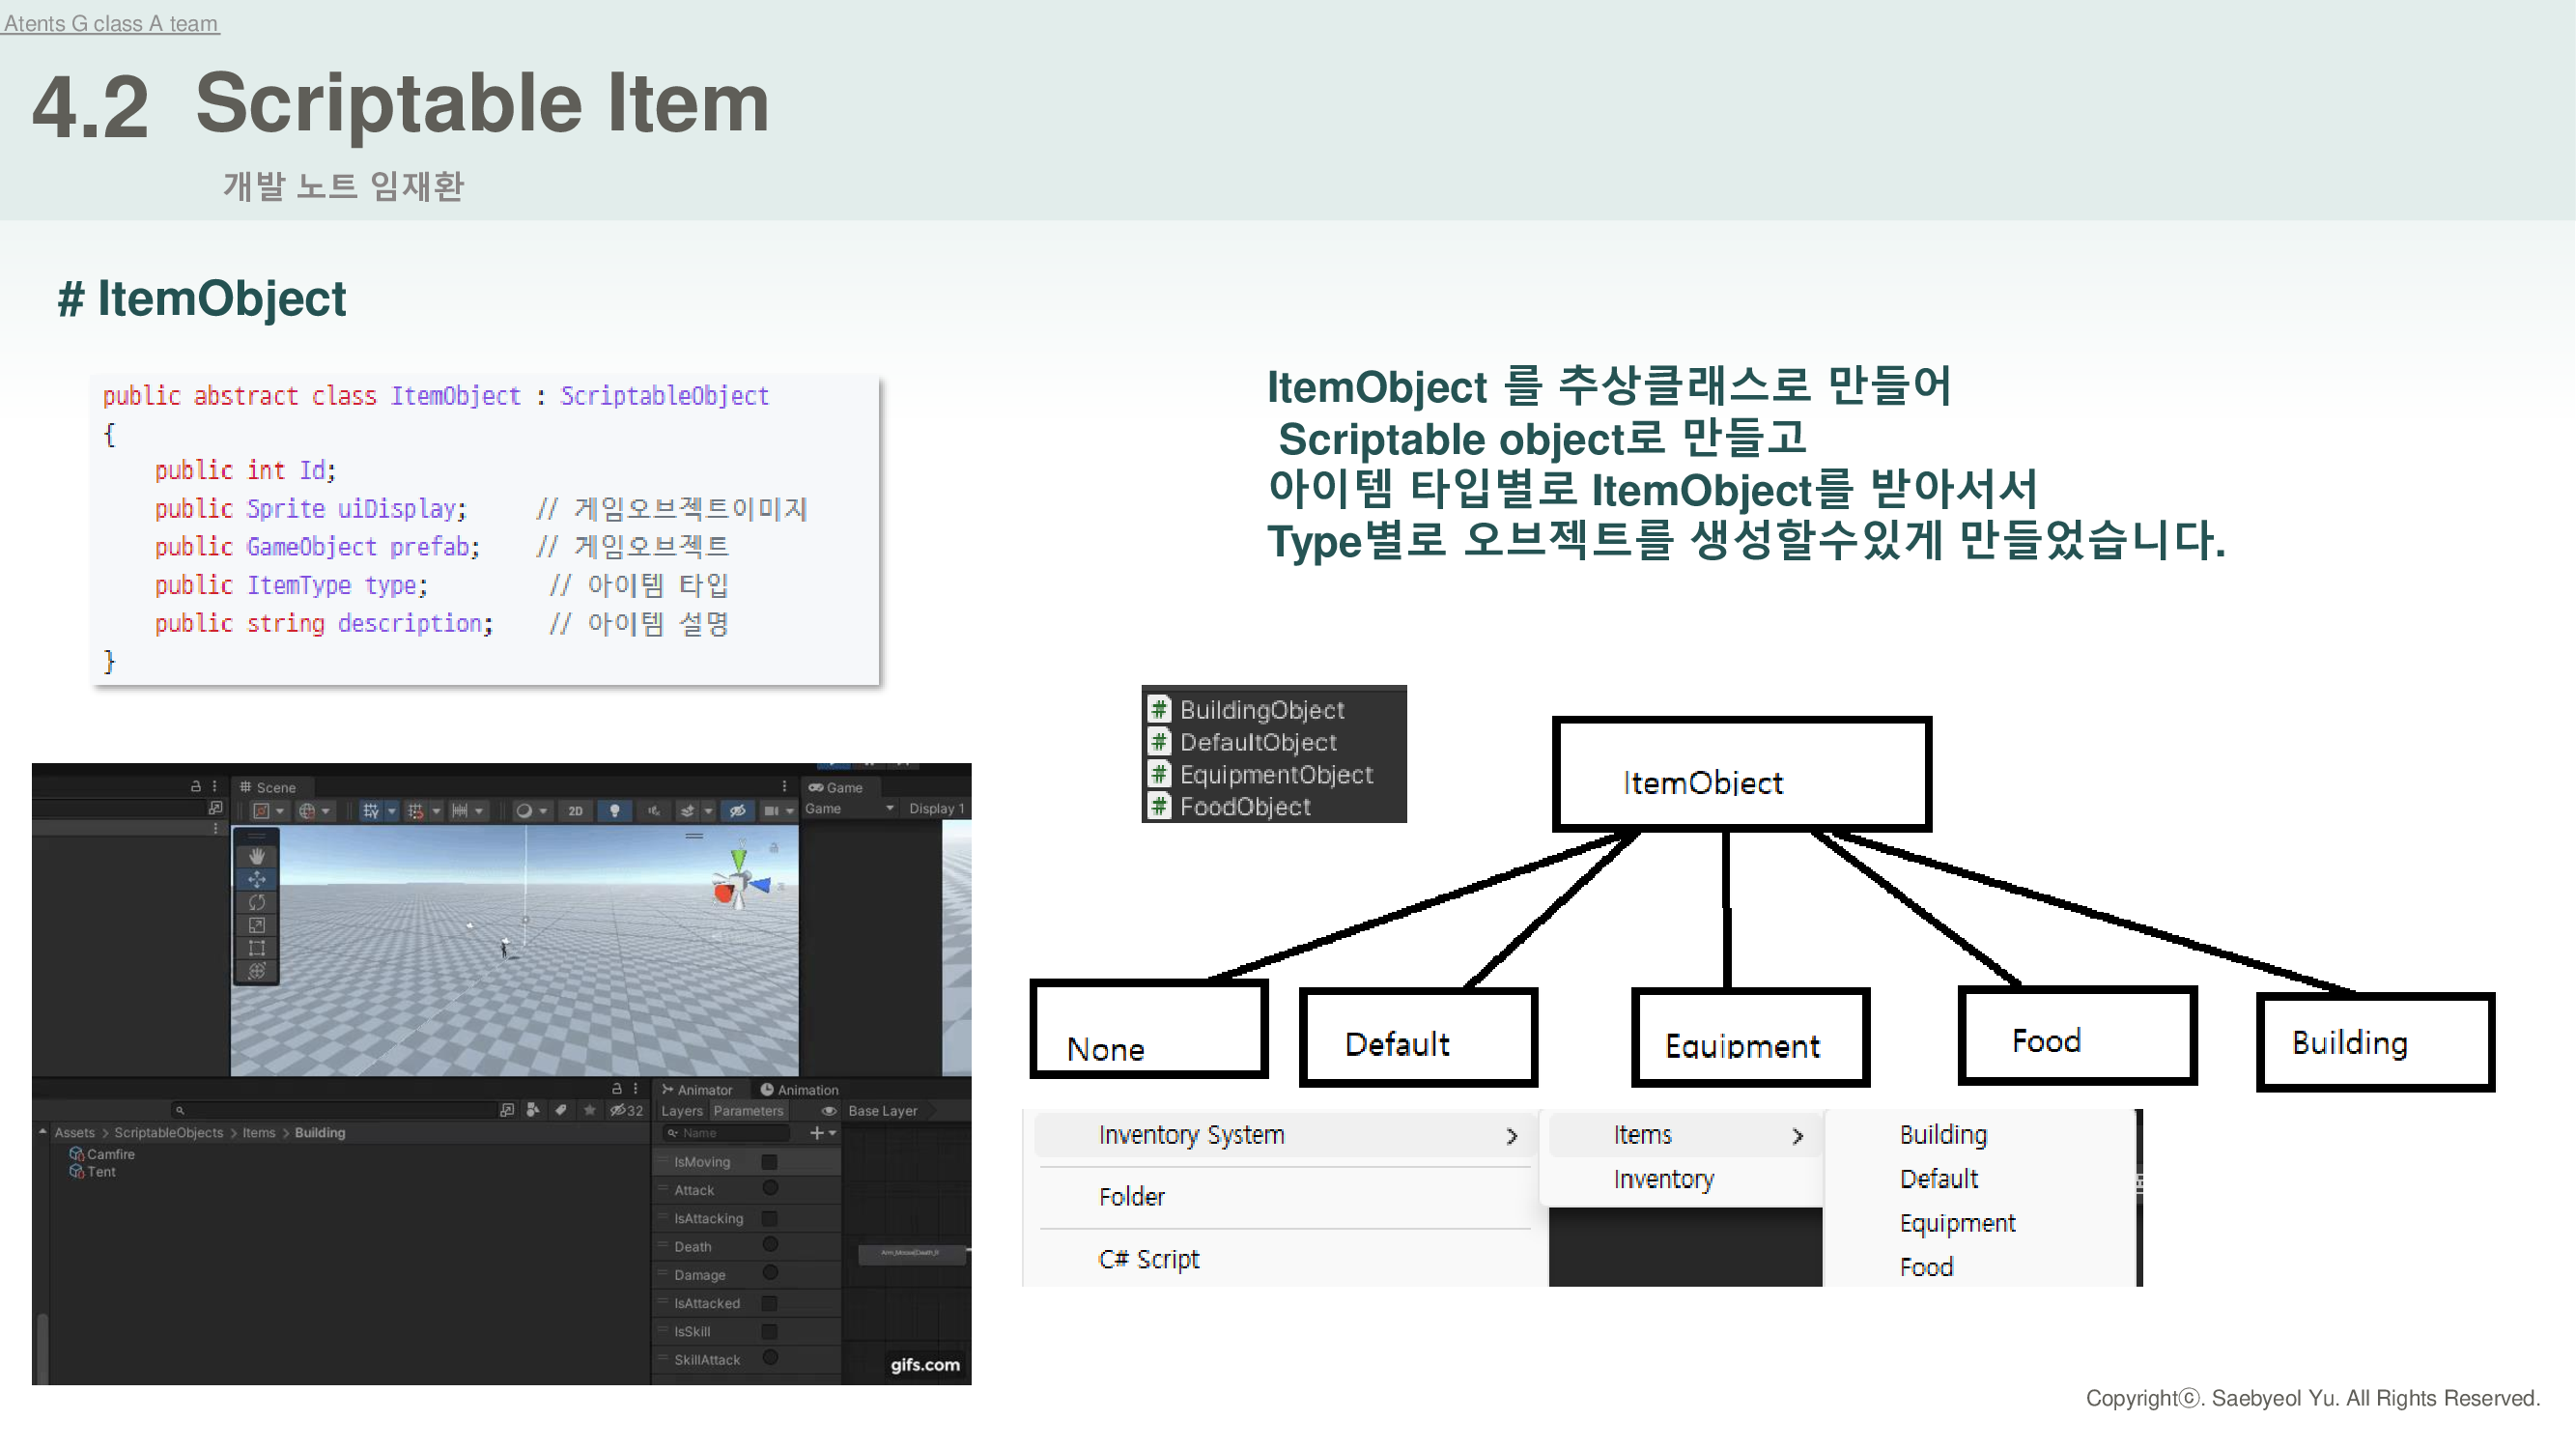 Atents G class A team
4.2 Scriptable Item
개발 노트 임재환
# ItemObject
public abstract class ItemObject : ScriptableObject
{
public int Id;
public Sprite uiDisplay; // 게임오브젝트이미지
public GameObject prefab; // 게임오브젝트
public ItemType type; // 아이템 타입
public string description; // 아이템 설명
}
ItemObject 를 추상클래스로 만들어
Scriptable object로 만들고
아이템 타입별로 ItemObject를 받아서서
Type별로 오브젝트를 생성할수있게 만들었습니다.
BuildingObject
DefaultObject
EquipmentObject
FoodObject
ItemObject
None
Default
Equipment
Food
Building
Scene
Game
2D
Game
Display 1
32
Assets > ScriptableObjects > Items > Building
Camfire
Tent
Animator
Animation
Layers
Parameters
Base Layer
Name
IsMoving
Attack
IsAttacking
Death
Damage
IsAttacked
IsSkill
SkillAttack
gifs.com
Inventory System
Folder
C# Script
Items
Inventory
Building
Default
Equipment
Food
Copyrightⓒ. Saebyeol Yu. All Rights Reserved.